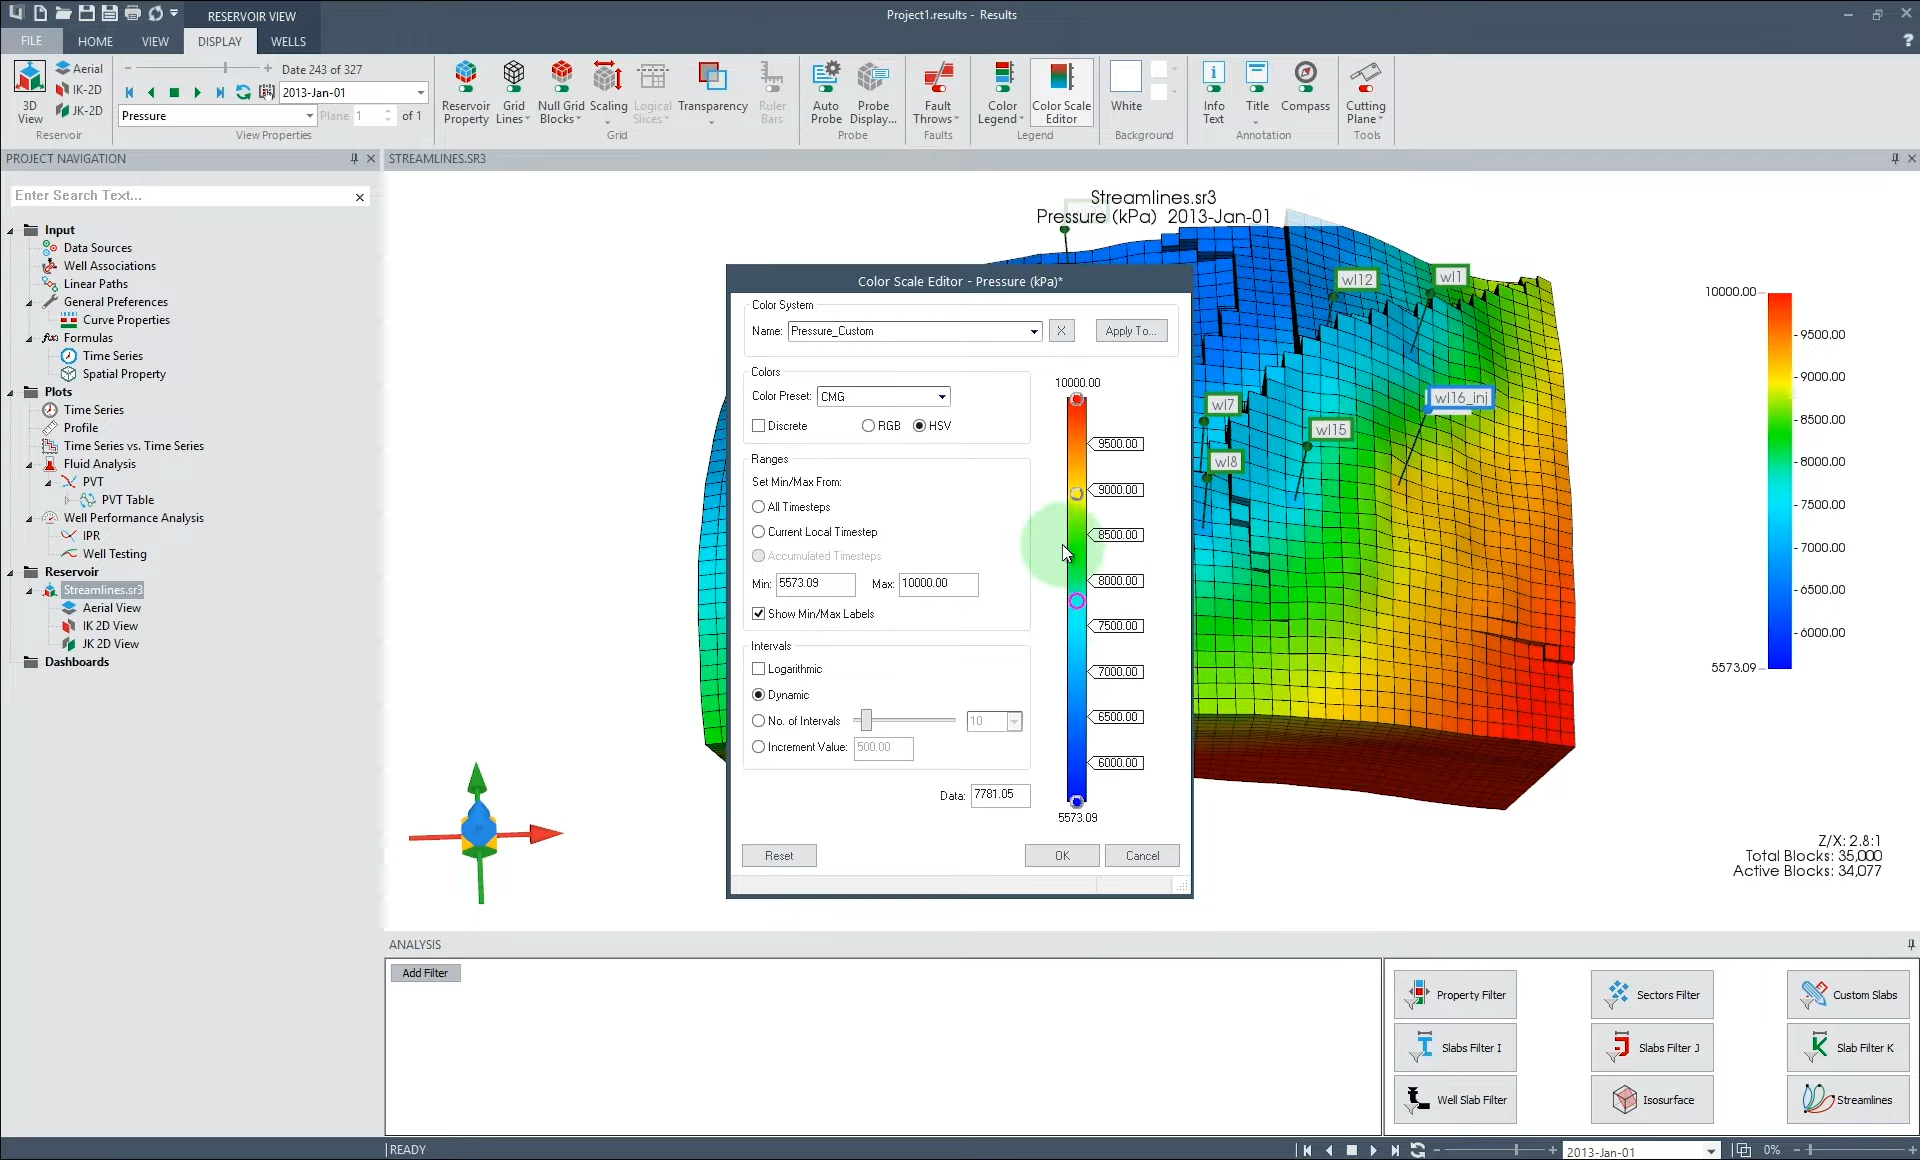 RESERVOIR VIEW
Project1.results - Results
FILE
HOME
VIEW
DISPLAY
WELLS
?
3D View
Aerial
IK-2D
JK-2D
Reservoir
Date 243 of 327
2013-Jan-01
Pressure
Plane 1 of 1
View Properties
Reservoir Property
Grid Lines
Null Grid Blocks
Scaling
Logical Slices
Transparency
Ruler Bars
Grid
Auto Probe
Probe Display...
Probe
Fault Throws
Faults
Color Legend
Color Scale Editor
Legend
White
Background
Info Text
Title
Compass
Annotation
Cutting Plane
Tools
PROJECT NAVIGATION
STREAMLINES.SR3
Enter Search Text...
Input
Data Sources
Well Associations
Linear Paths
General Preferences
Curve Properties
Formulas
Time Series
Spatial Property
Plots
Time Series
Profile
Time Series vs. Time Series
Fluid Analysis
PVT
PVT Table
Well Performance Analysis
IPR
Well Testing
Reservoir
Streamlines.sr3
Aerial View
IK 2D View
JK 2D View
Dashboards
Streamlines.sr3
Pressure (kPa) 2013-Jan-01
wl12
wl1
wl7
wl16_inj
wl15
wl8
10000.00
9500.00
9000.00
8500.00
8000.00
7500.00
7000.00
6500.00
6000.00
5573.09
Z/X: 2.8:1
Total Blocks: 35,000
Active Blocks: 34,077
Color Scale Editor - Pressure (kPa)*
Color System
Name: Pressure_Custom
X
Apply To...
Colors
Color Preset: CMG
Discrete
RGB
HSV
Ranges
Set Min/Max From:
All Timesteps
Current Local Timestep
Accumulated Timesteps
Min: 5573.09
Max: 10000.00
Show Min/Max Labels
Intervals
Logarithmic
Dynamic
No. of Intervals
10
Increment Value: 500.00
Data: 7781.05
10000.00
9500.00
9000.00
8500.00
8000.00
7500.00
7000.00
6500.00
6000.00
5573.09
Reset
OK
Cancel
ANALYSIS
Add Filter
Property Filter
Sectors Filter
Custom Slabs
Slabs Filter I
Slabs Filter J
Slab Filter K
Well Slab Filter
Isosurface
Streamlines
READY
2013-Jan-01
0%